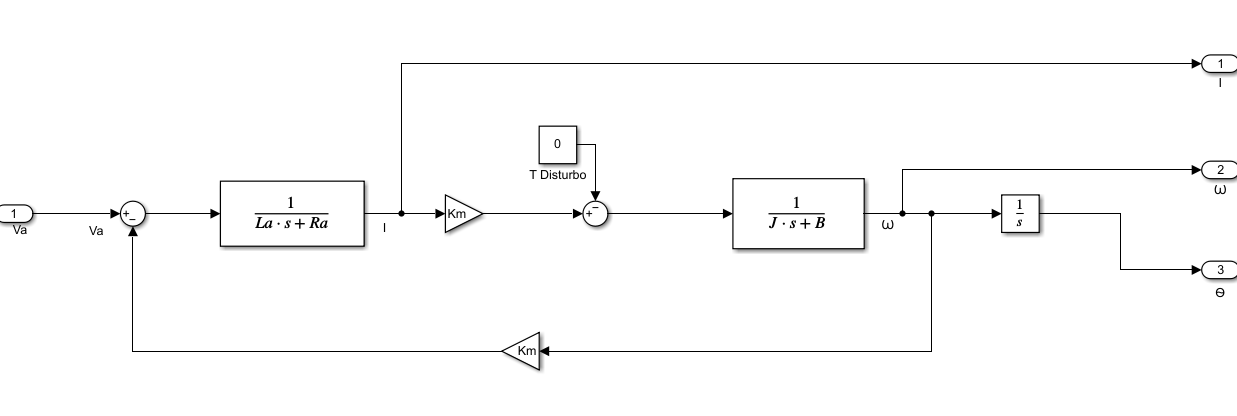 1
I
0
T Disturbo
2
ω
1
Va
Va
+
−
1
La · s + Ra
I
Km
+
−
1
J · s + B
ω
1
s
3
Θ
Km